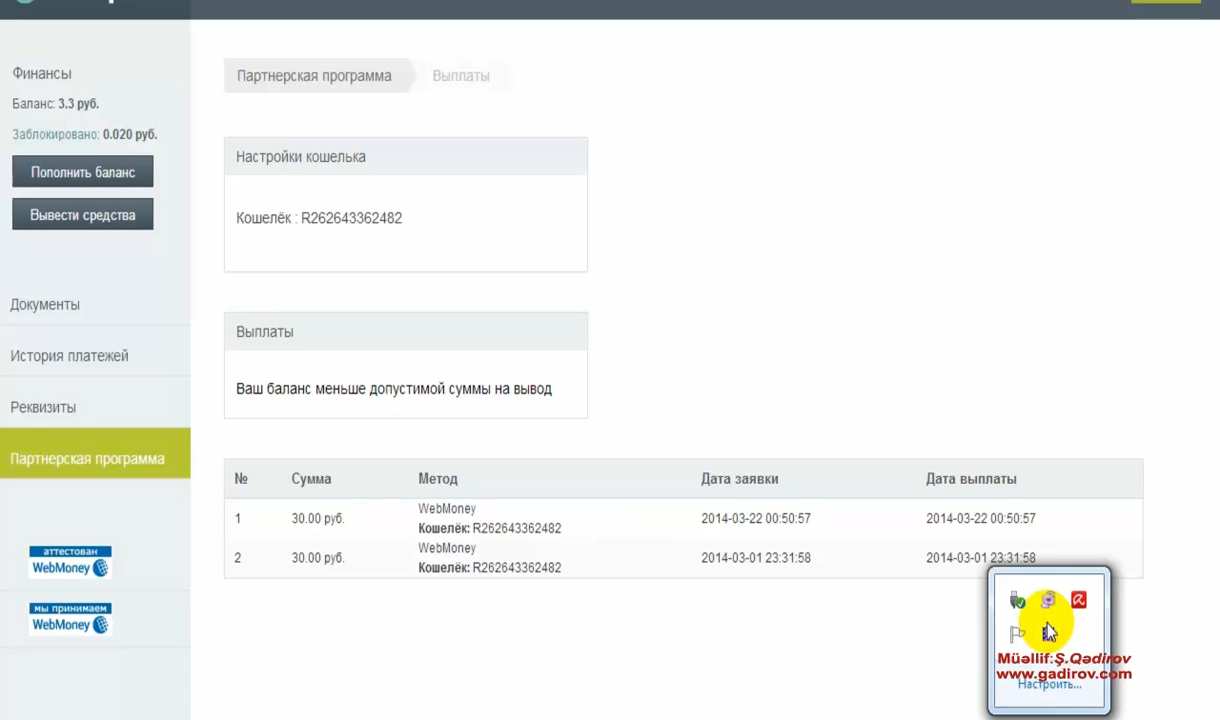 Финансы
Баланс: 3.3 руб.
Заблокировано: 0.020 руб.
Пополнить баланс
Вывести средства
Документы
История платежей
Реквизиты
Партнерская программа
аттестован
WebMoney
мы принимаем
WebMoney
Партнерская программа Выплаты
Настройки кошелька
Кошелёк : R262643362482
Выплаты
Ваш баланс меньше допустимой суммы на вывод
№ Сумма Метод Дата заявки Дата выплаты
1 30.00 руб. WebMoney 2014-03-22 00:50:57 2014-03-22 00:50:57
Кошелёк: R262643362482
2 30.00 руб. WebMoney 2014-03-01 23:31:58 2014-03-01 23:31:58
Кошелёк: R262643362482
Müəllif:Ş.Qədirov
www.gadirov.com
Настроить...